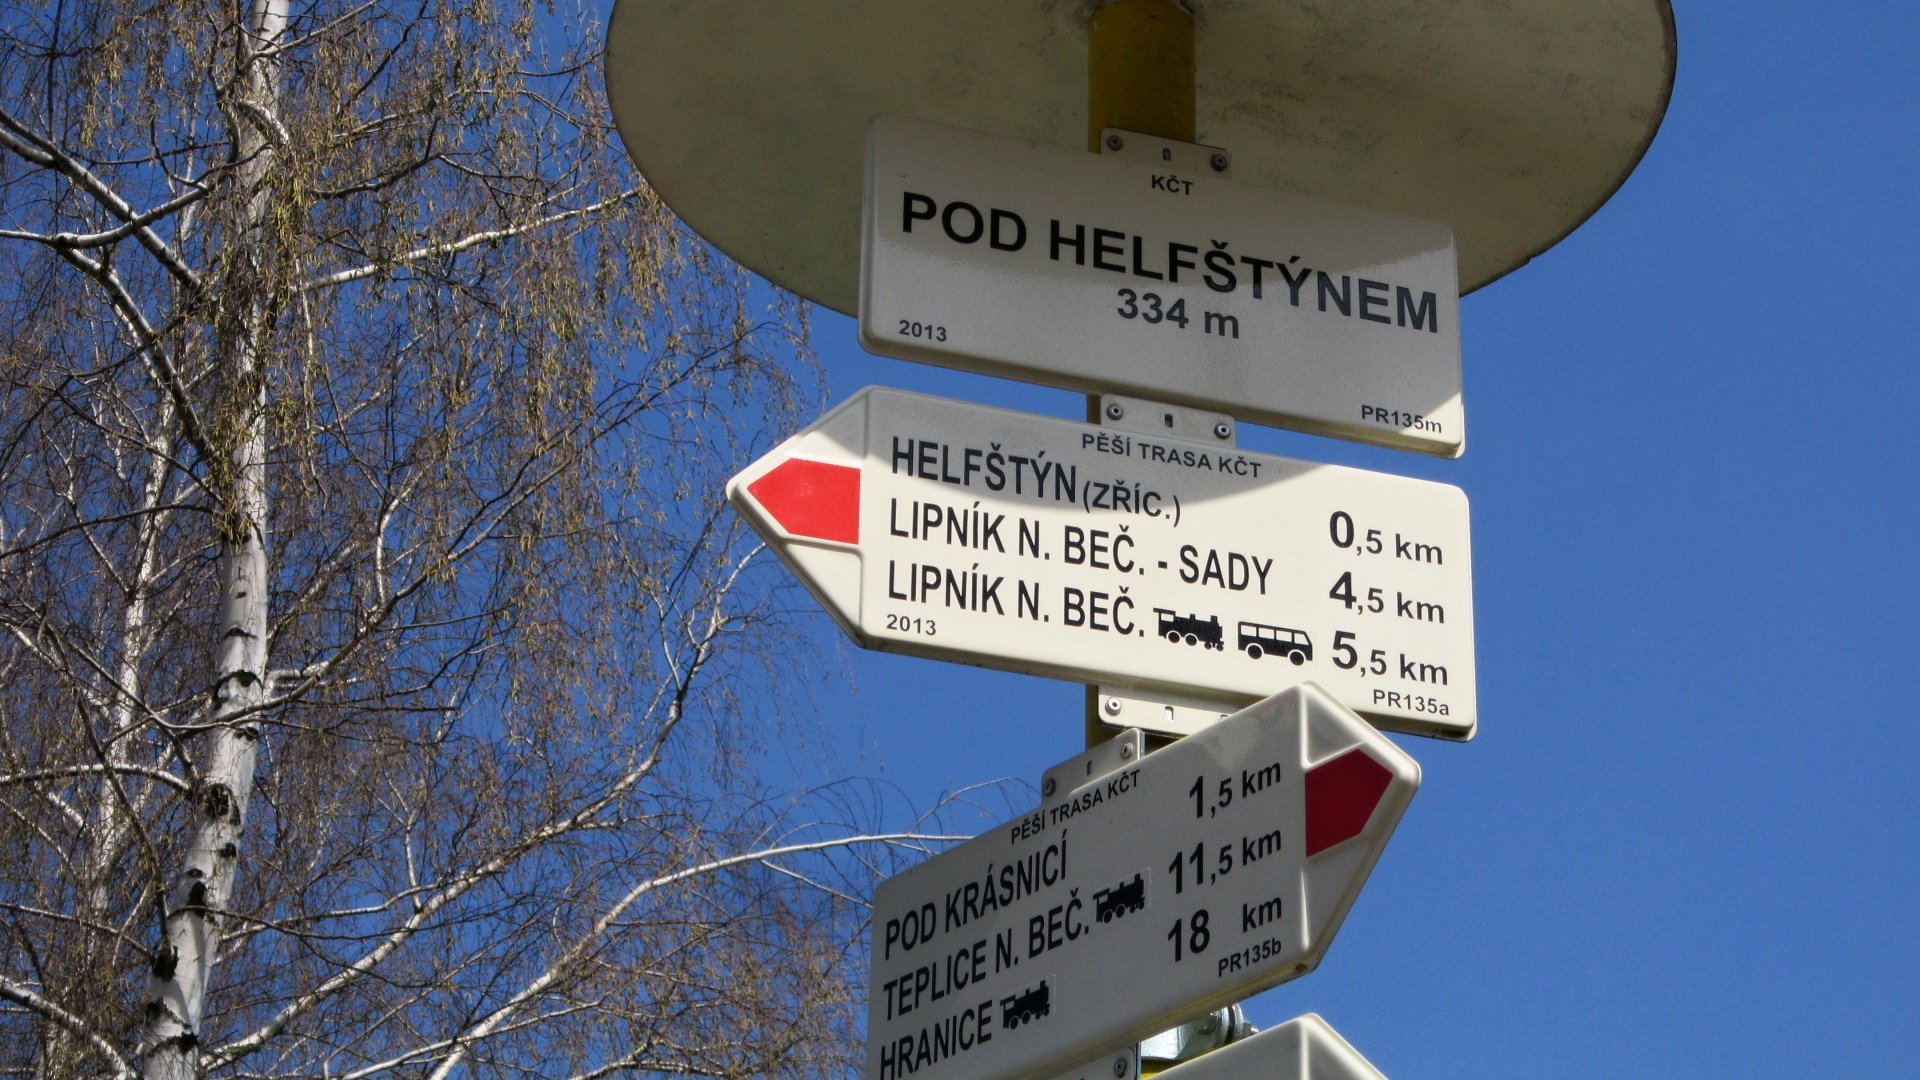 KČT
POD HELFŠTÝNEM
334 m
2013
PR135m
PĚŠÍ TRASA KČT
HELFŠTÝN (ZŘÍC.) 0,5 km
LIPNÍK N. BEČ. - SADY 4,5 km
LIPNÍK N. BEČ. 5,5 km
2013
PR135a
PĚŠÍ TRASA KČT
POD KRÁSNICÍ 1,5 km
TEPLICE N. BEČ. 11,5 km
HRANICE 18 km
PR135b